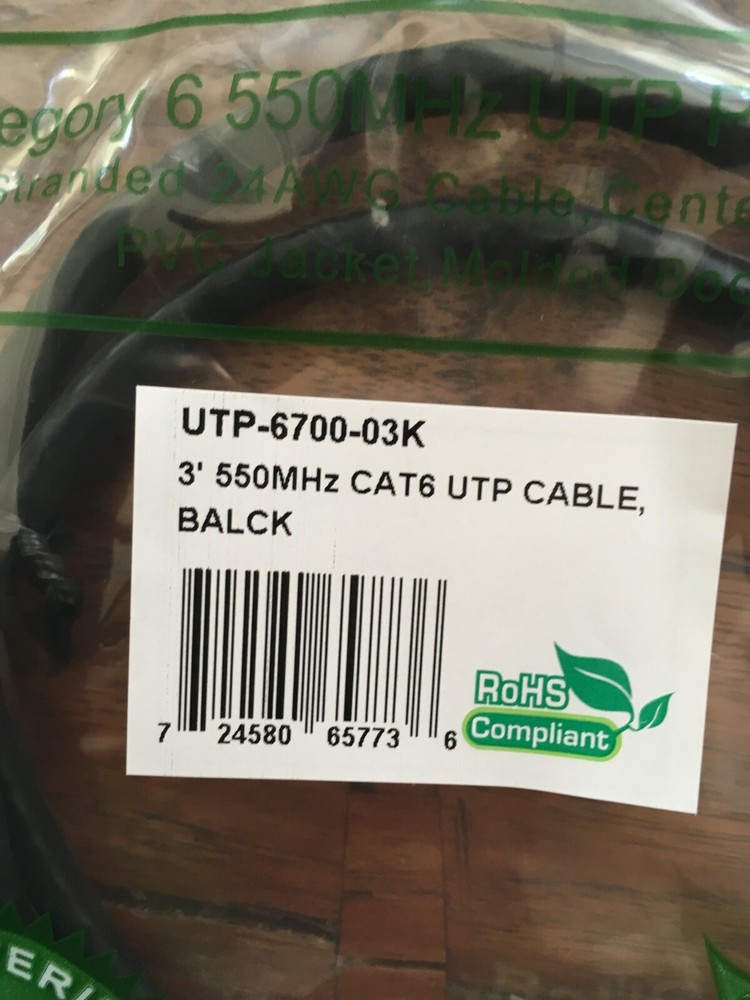 egory 6 550MHz UTP P
Stranded 24AWG Cable, Cente
PVC Jacket, Molded Boo
UTP-6700-03K
3' 550MHz CAT6 UTP CABLE,
BALCK
RoHS
Compliant
7 24580 65773 6
ERI